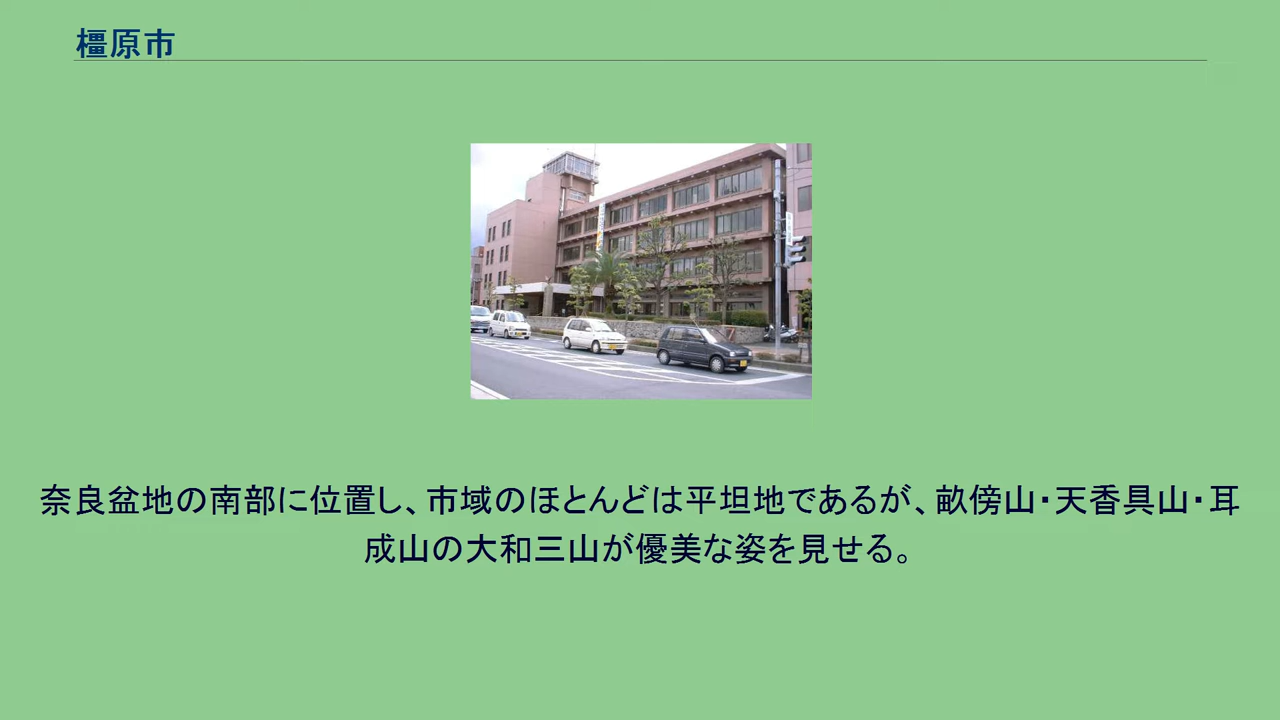 橿原市
奈良盆地の南部に位置し、市域のほとんどは平坦地であるが、畝傍山・天香具山・耳
成山の大和三山が優美な姿を見せる。